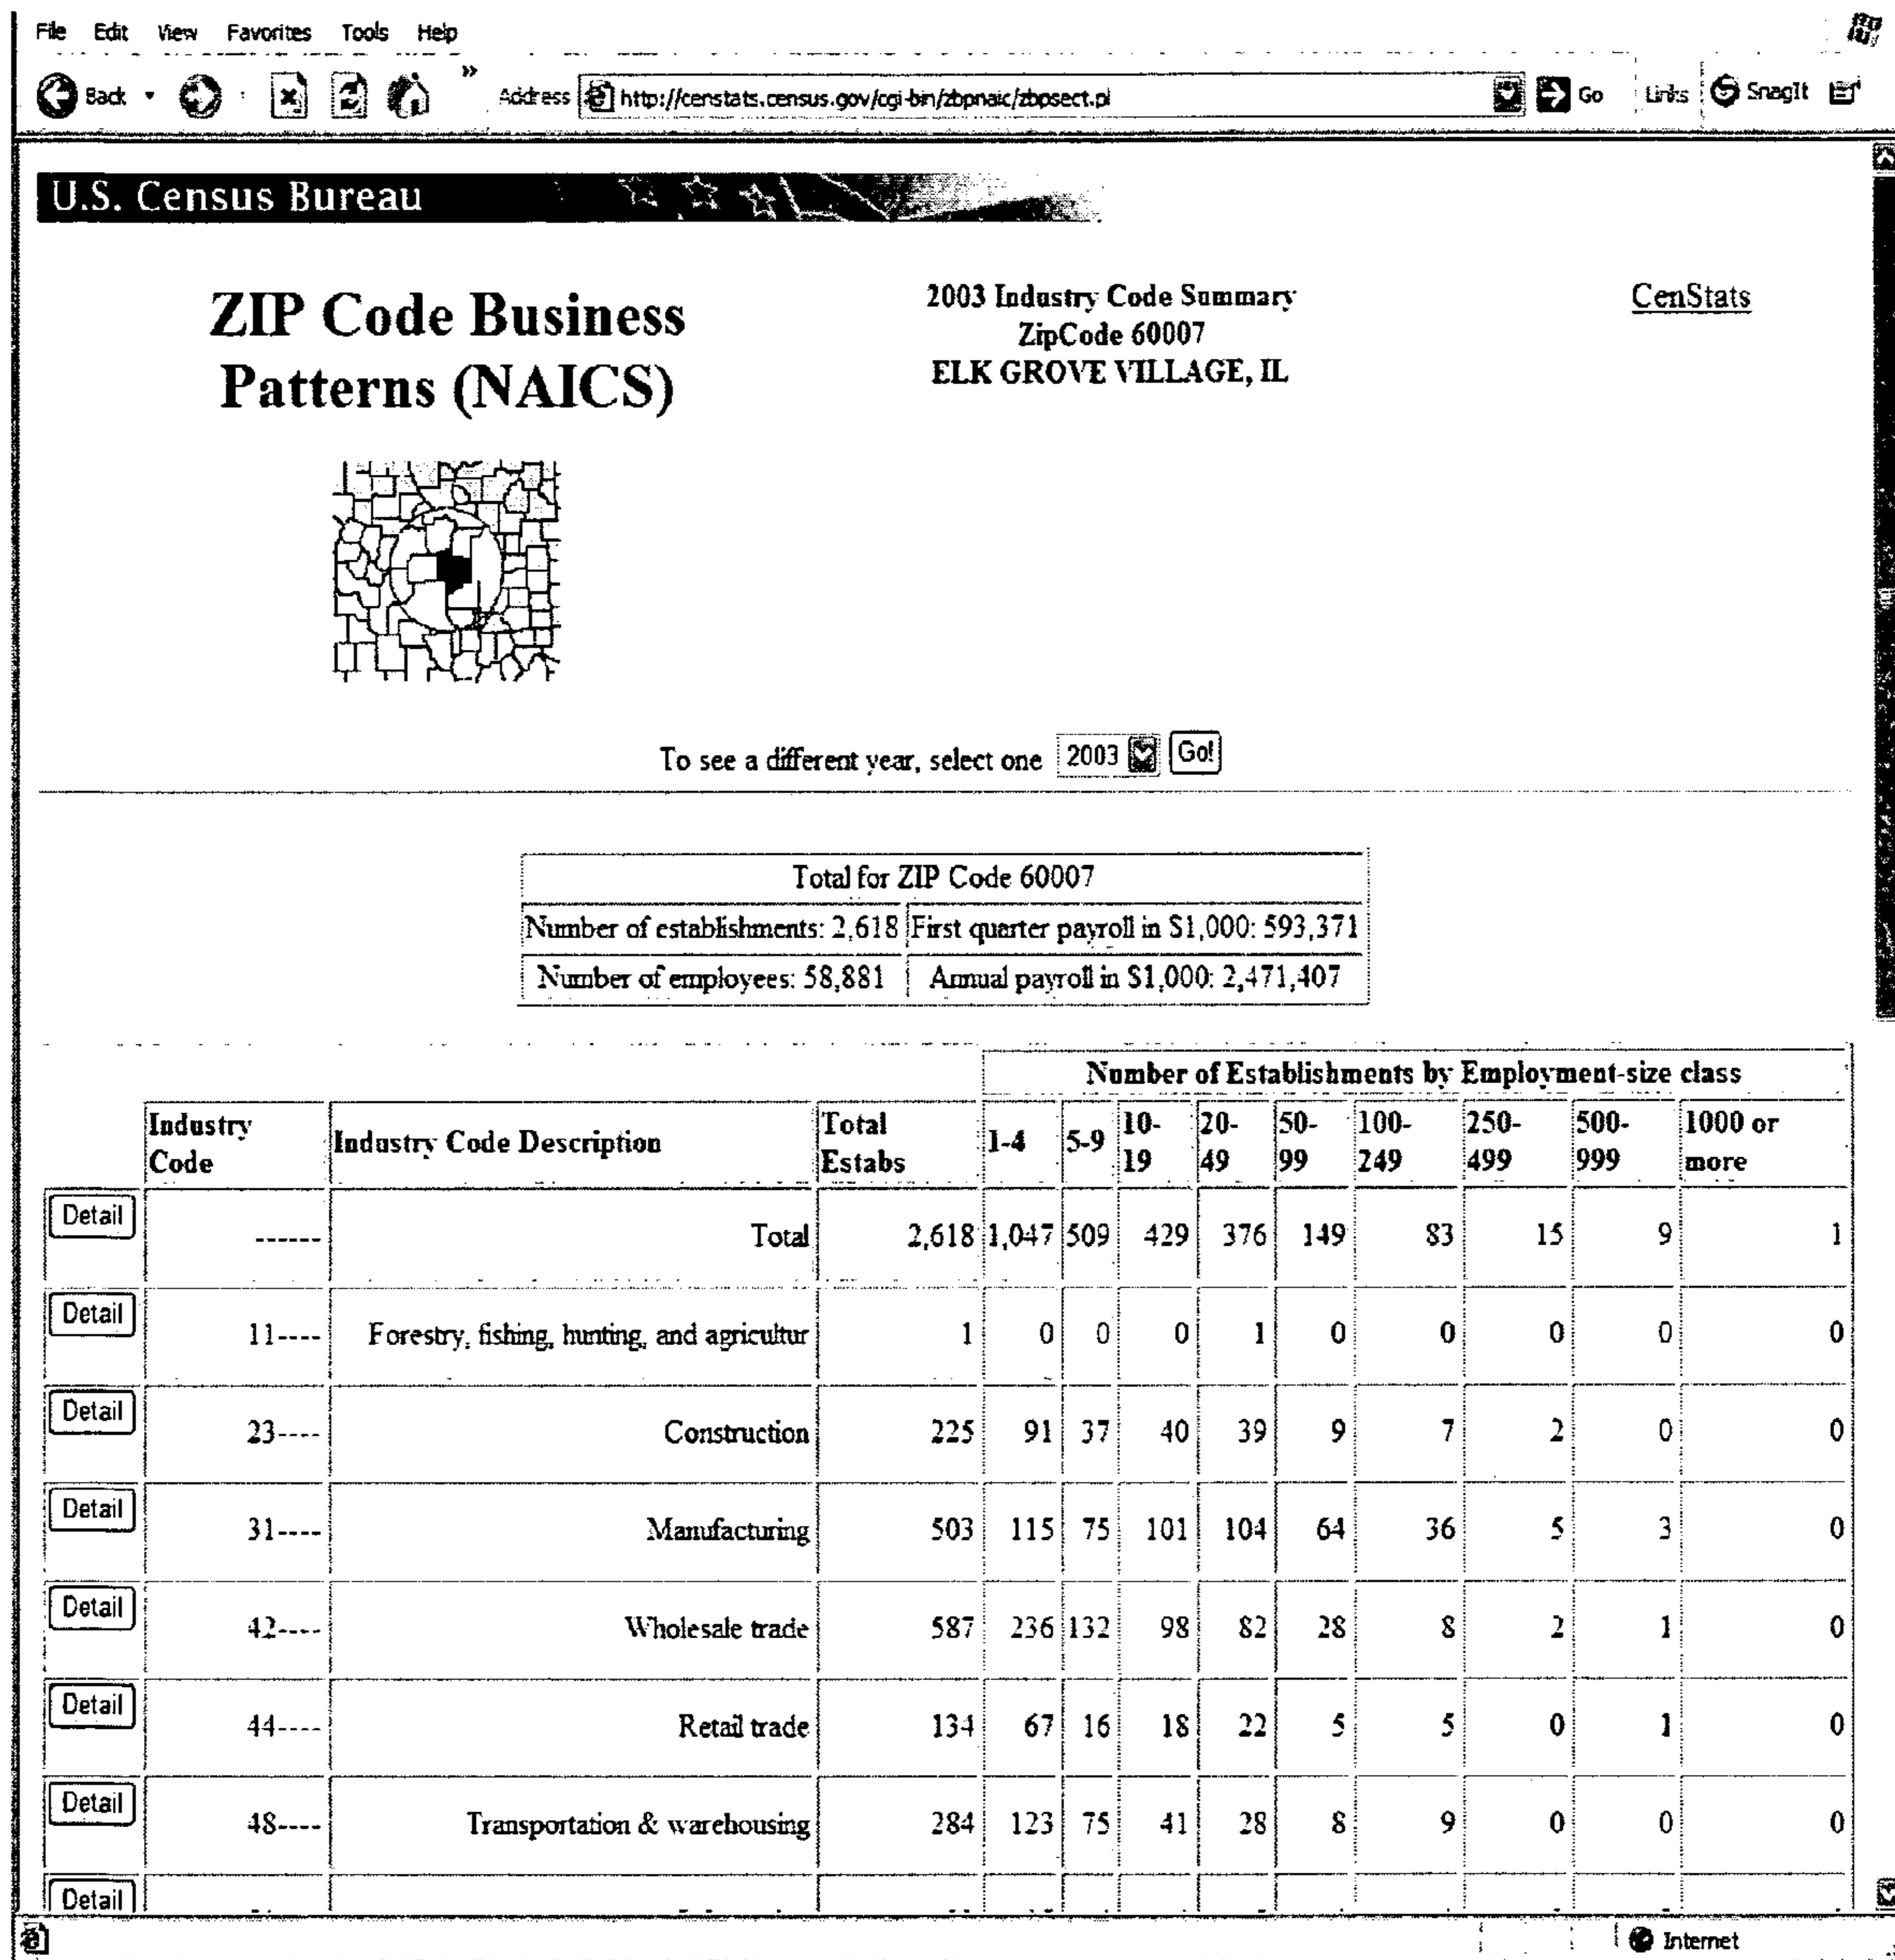 File Edit View Favorites Tools Help
Back » Address http://censtats.census.gov/cgi-bin/zbpnaic/zbpsect.pl Go Links SnagIt
U.S. Census Bureau
ZIP Code Business
Patterns (NAICS)
2003 Industry Code Summary
ZipCode 60007
ELK GROVE VILLAGE, IL
CenStats
To see a different year, select one 2003 Go!
Total for ZIP Code 60007
Number of establishments: 2,618 First quarter payroll in $1,000: 593,371
Number of employees: 58,881 Annual payroll in $1,000: 2,471,407
Number of Establishments by Employment-size class
Industry Code Industry Code Description Total Estabs 1-4 5-9 10-19 20-49 50-99 100-249 250-499 500-999 1000 or more
Detail ------ Total 2,618 1,047 509 429 376 149 83 15 9 1
Detail 11---- Forestry, fishing, hunting, and agricultur 1 0 0 0 1 0 0 0 0 0
Detail 23---- Construction 225 91 37 40 39 9 7 2 0 0
Detail 31---- Manufacturing 503 115 75 101 104 64 36 5 3 0
Detail 42---- Wholesale trade 587 236 132 98 82 28 8 2 1 0
Detail 44---- Retail trade 134 67 16 18 22 5 5 0 1 0
Detail 48---- Transportation & warehousing 284 123 75 41 28 8 9 0 0 0
Detail
Internet